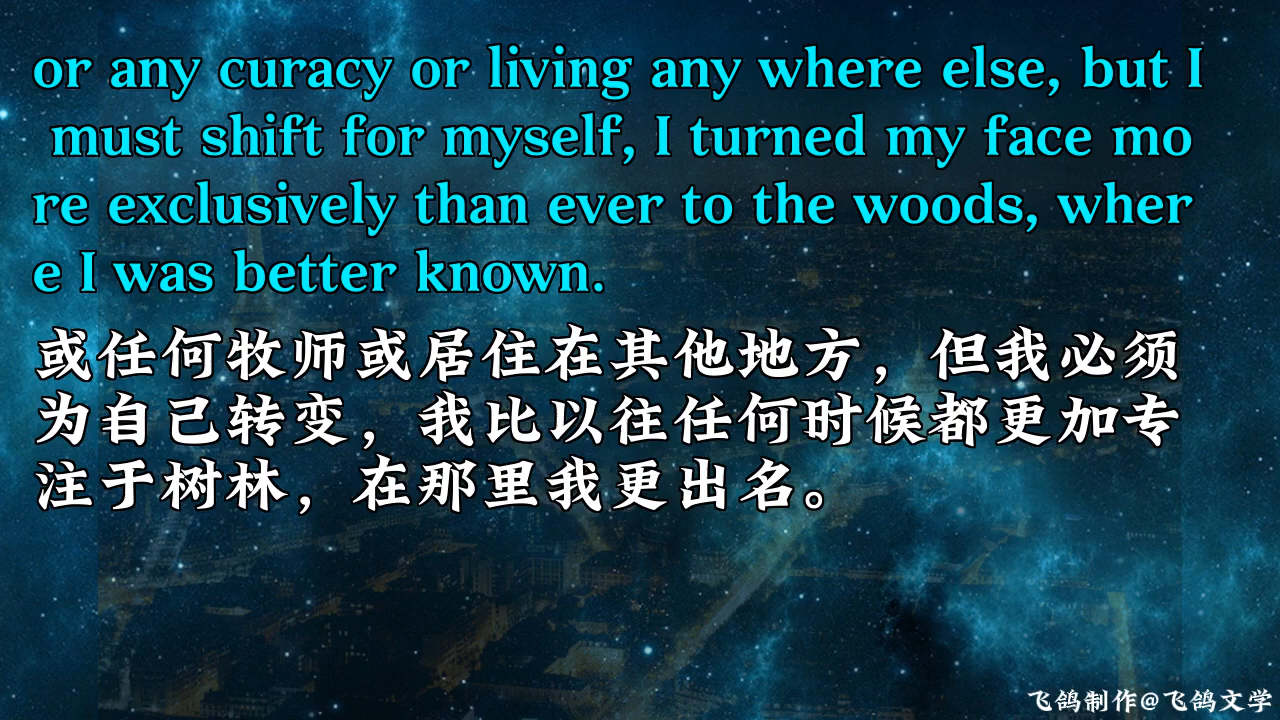 or any curacy or living any where else, but I
must shift for myself, I turned my face mo
re exclusively than ever to the woods, wher
e I was better known.
或任何牧师或居住在其他地方，但我必须
为自己转变，我比以往任何时候都更加专
注于树林，在那里我更出名。
飞鸽制作@飞鸽文学